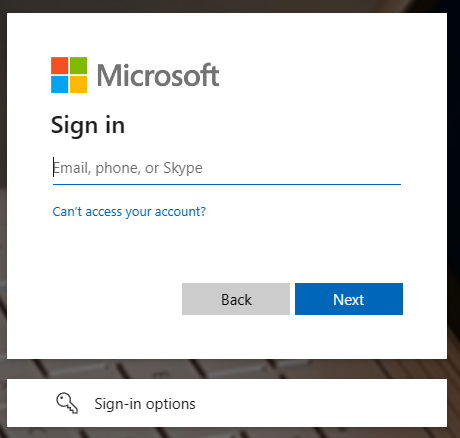 Microsoft
Sign in
Email, phone, or Skype
Can't access your account?
Back
Next
Sign-in options